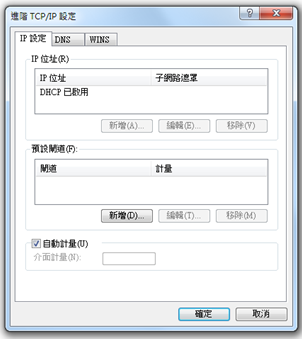 進階 TCP/IP 設定
IP 設定 DNS WINS
IP 位址(R)
IP 位址 子網路遮罩
DHCP 已啟用
新增(A)... 編輯(E)... 移除(V)
預設閘道(F):
閘道 計量
新增(D)... 編輯(T)... 移除(M)
自動計量(U)
介面計量(N):
確定 取消